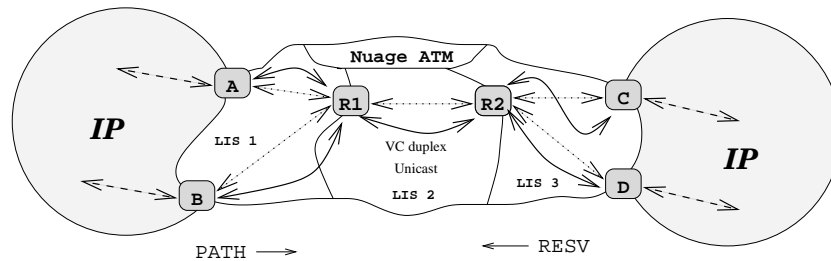 Nuage ATM
A
R1
R2
C
IP
LIS 1
VC duplex
Unicast
IP
B
LIS 2
LIS 3
D
PATH
RESV